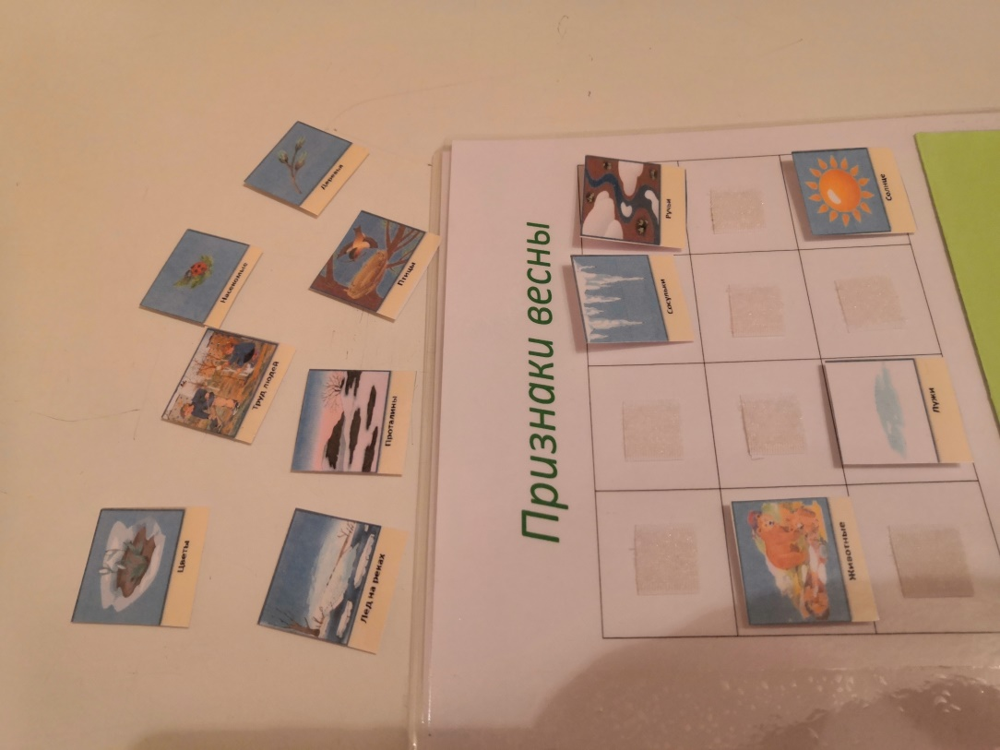 Признаки весны
Животные
Лужи
Сосульки
Солнце
Ручьи
Лед на реках
Проталины
Птицы
Деревья
Цветы
Труд людей
Насекомые